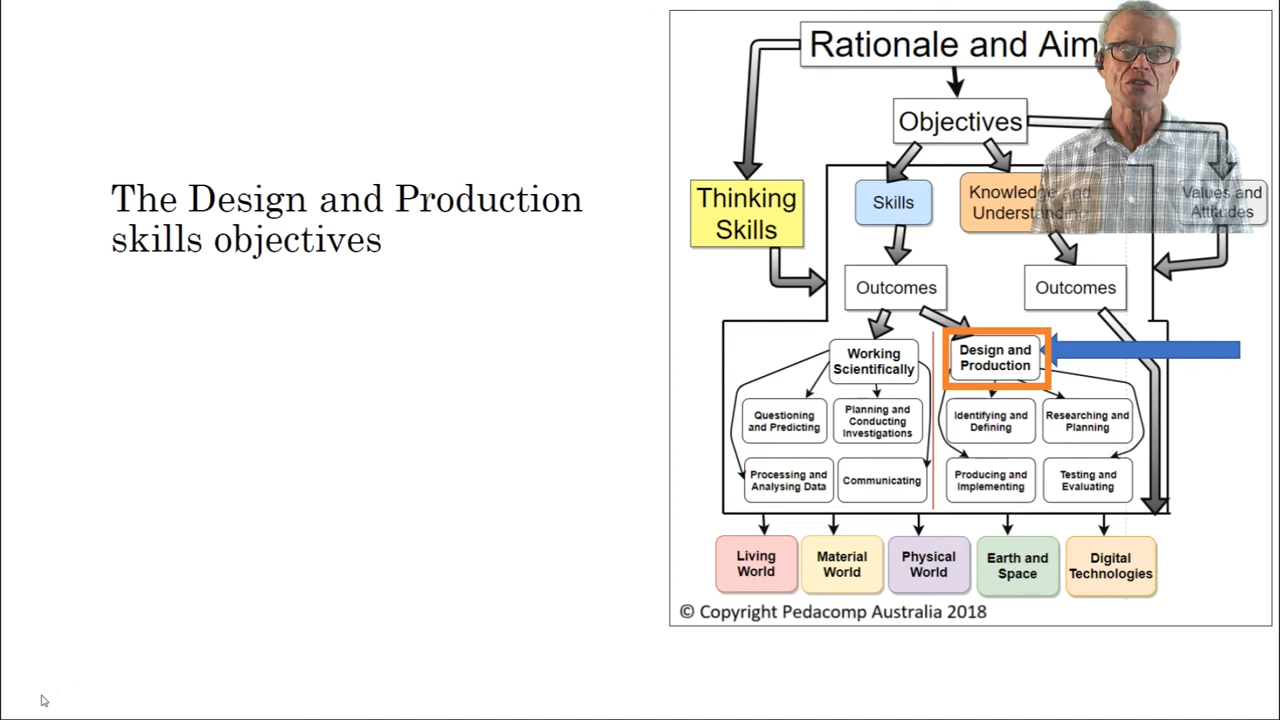 The Design and Production
skills objectives
Rationale and Aim
Objectives
Thinking
Skills
Skills
Knowledge and
Understanding
Values and
Attitudes
Outcomes
Outcomes
Working
Scientifically
Design and
Production
Questioning
and Predicting
Planning and
Conducting
Investigations
Identifying and
Defining
Researching and
Planning
Processing and
Analysing Data
Communicating
Producing and
Implementing
Testing and
Evaluating
Living
World
Material
World
Physical
World
Earth and
Space
Digital
Technologies
© Copyright Pedacomp Australia 2018